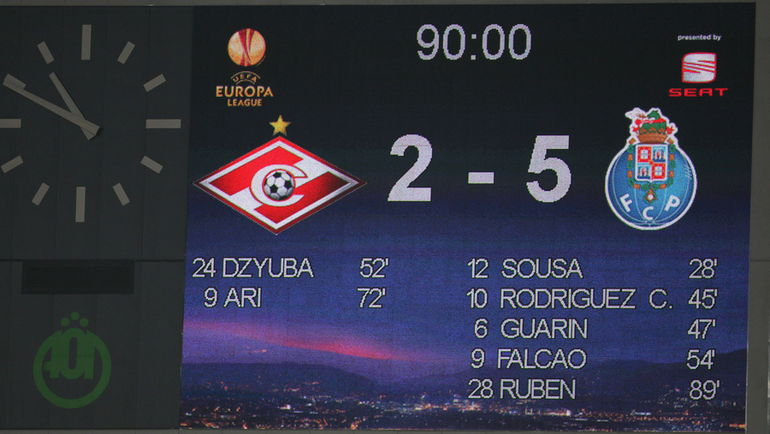 90:00
UEFA
EUROPA
LEAGUE
presented by
SEAT
2 - 5
FCP
24 DZYUBA 52'
9 ARI 72'
12 SOUSA 28'
10 RODRIGUEZ C. 45'
6 GUARIN 47'
9 FALCAO 54'
28 RUBEN 89'